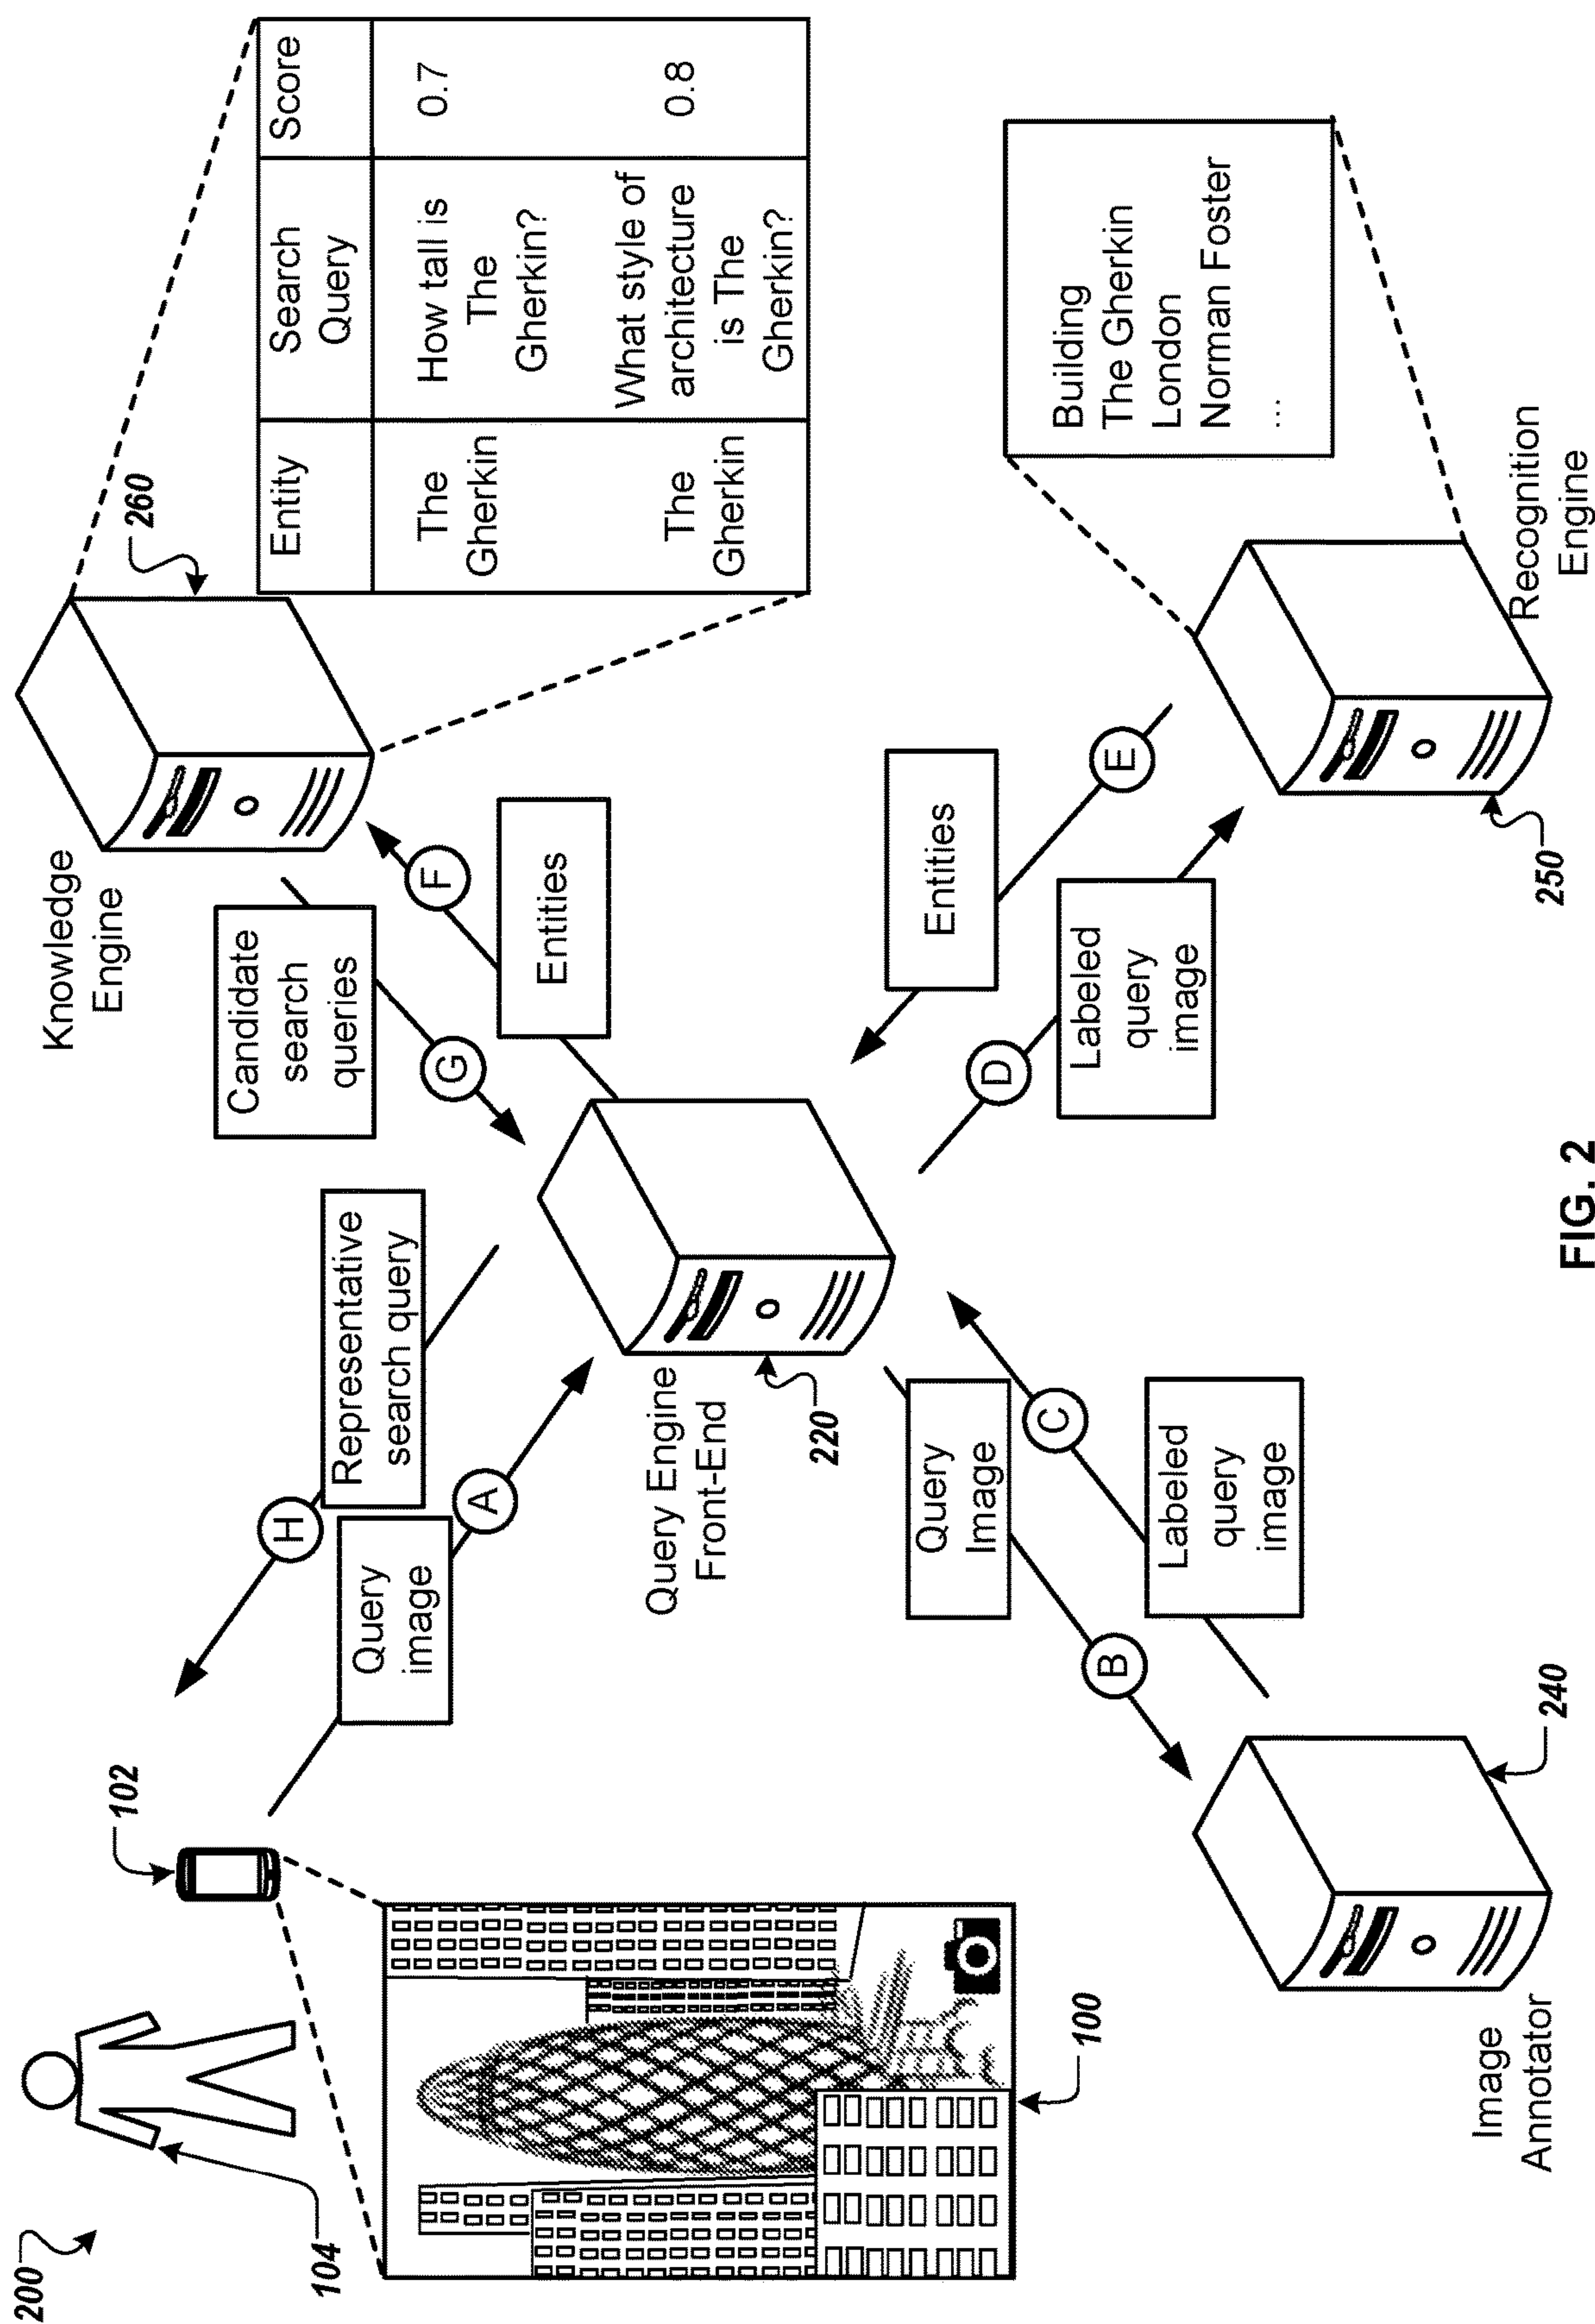 200
104
102
100
Query
image
A
H
Representative
search query
Query Engine
Front-End
220
Query
Image
B
C
Labeled
query
image
Image
Annotator
240
Knowledge
Engine
260
Candidate
search
queries
G
F
Entities
Entity
Search
Query
Score
The
Gherkin
How tall is
The
Gherkin?
0.7
The
Gherkin
What style of
architecture
is The
Gherkin?
0.8
Entities
E
D
Labeled
query
image
250
Recognition
Engine
Building
The Gherkin
London
Norman Foster
...
FIG. 2